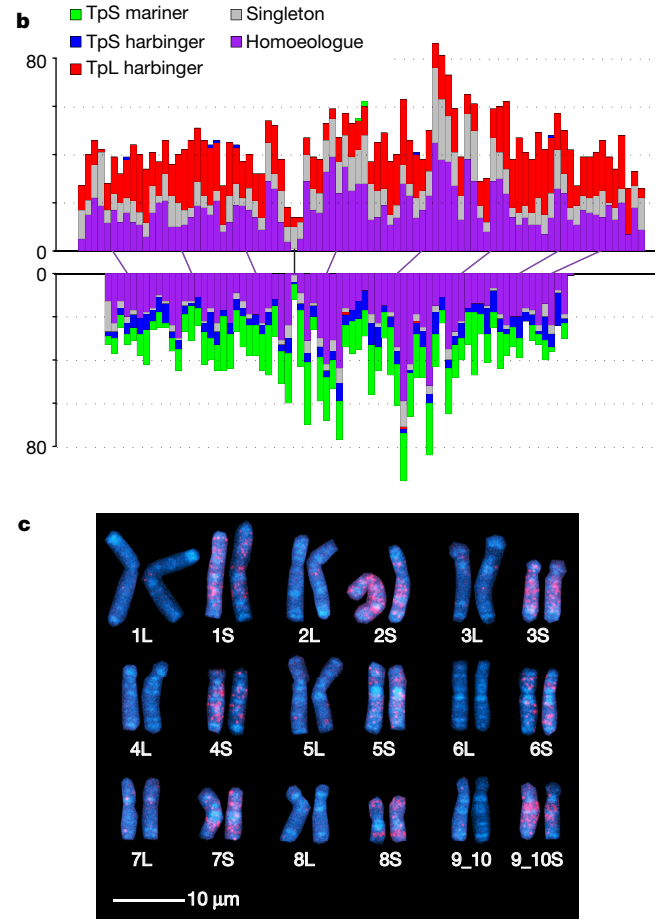 b
TpS mariner
Singleton
TpS harbinger
Homoeologue
TpL harbinger
80
0
0
80
c
1L 1S 2L 2S 3L 3S
4L 4S 5L 5S 6L 6S
7L 7S 8L 8S 9_10 9_10S
10 µm